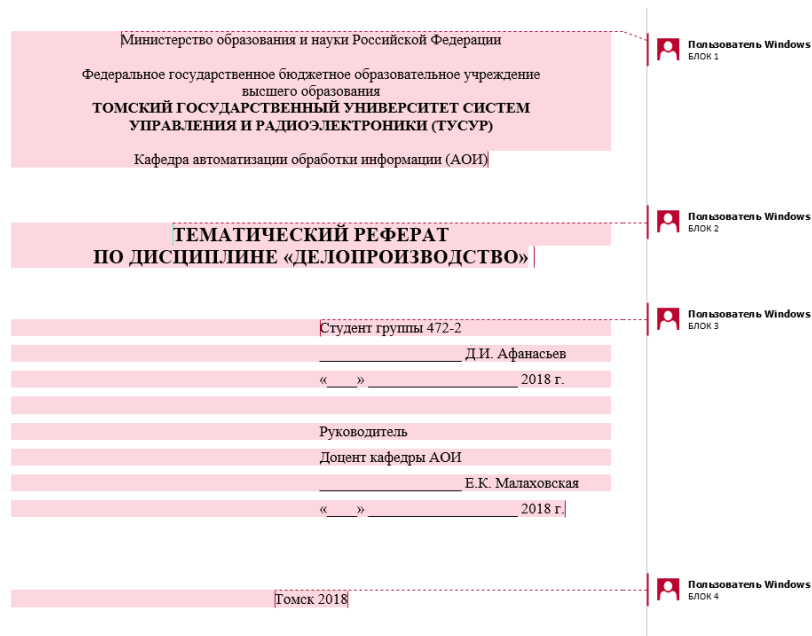 Министерство образования и науки Российской Федерации
Пользователь Windows
БЛОК 1
Федеральное государственное бюджетное образовательное учреждение
высшего образования
ТОМСКИЙ ГОСУДАРСТВЕННЫЙ УНИВЕРСИТЕТ СИСТЕМ
УПРАВЛЕНИЯ И РАДИОЭЛЕКТРОНИКИ (ТУСУР)
Кафедра автоматизации обработки информации (АОИ)
Пользователь Windows
БЛОК 2
ТЕМАТИЧЕСКИЙ РЕФЕРАТ
ПО ДИСЦИПЛИНЕ «ДЕЛОПРОИЗВОДСТВО»
Пользователь Windows
БЛОК 3
Студент группы 472-2
___________________ Д.И. Афанасьев
«____» ____________________ 2018 г.
Руководитель
Доцент кафедры АОИ
___________________ Е.К. Малаховская
«____» ____________________ 2018 г.
Пользователь Windows
БЛОК 4
Томск 2018